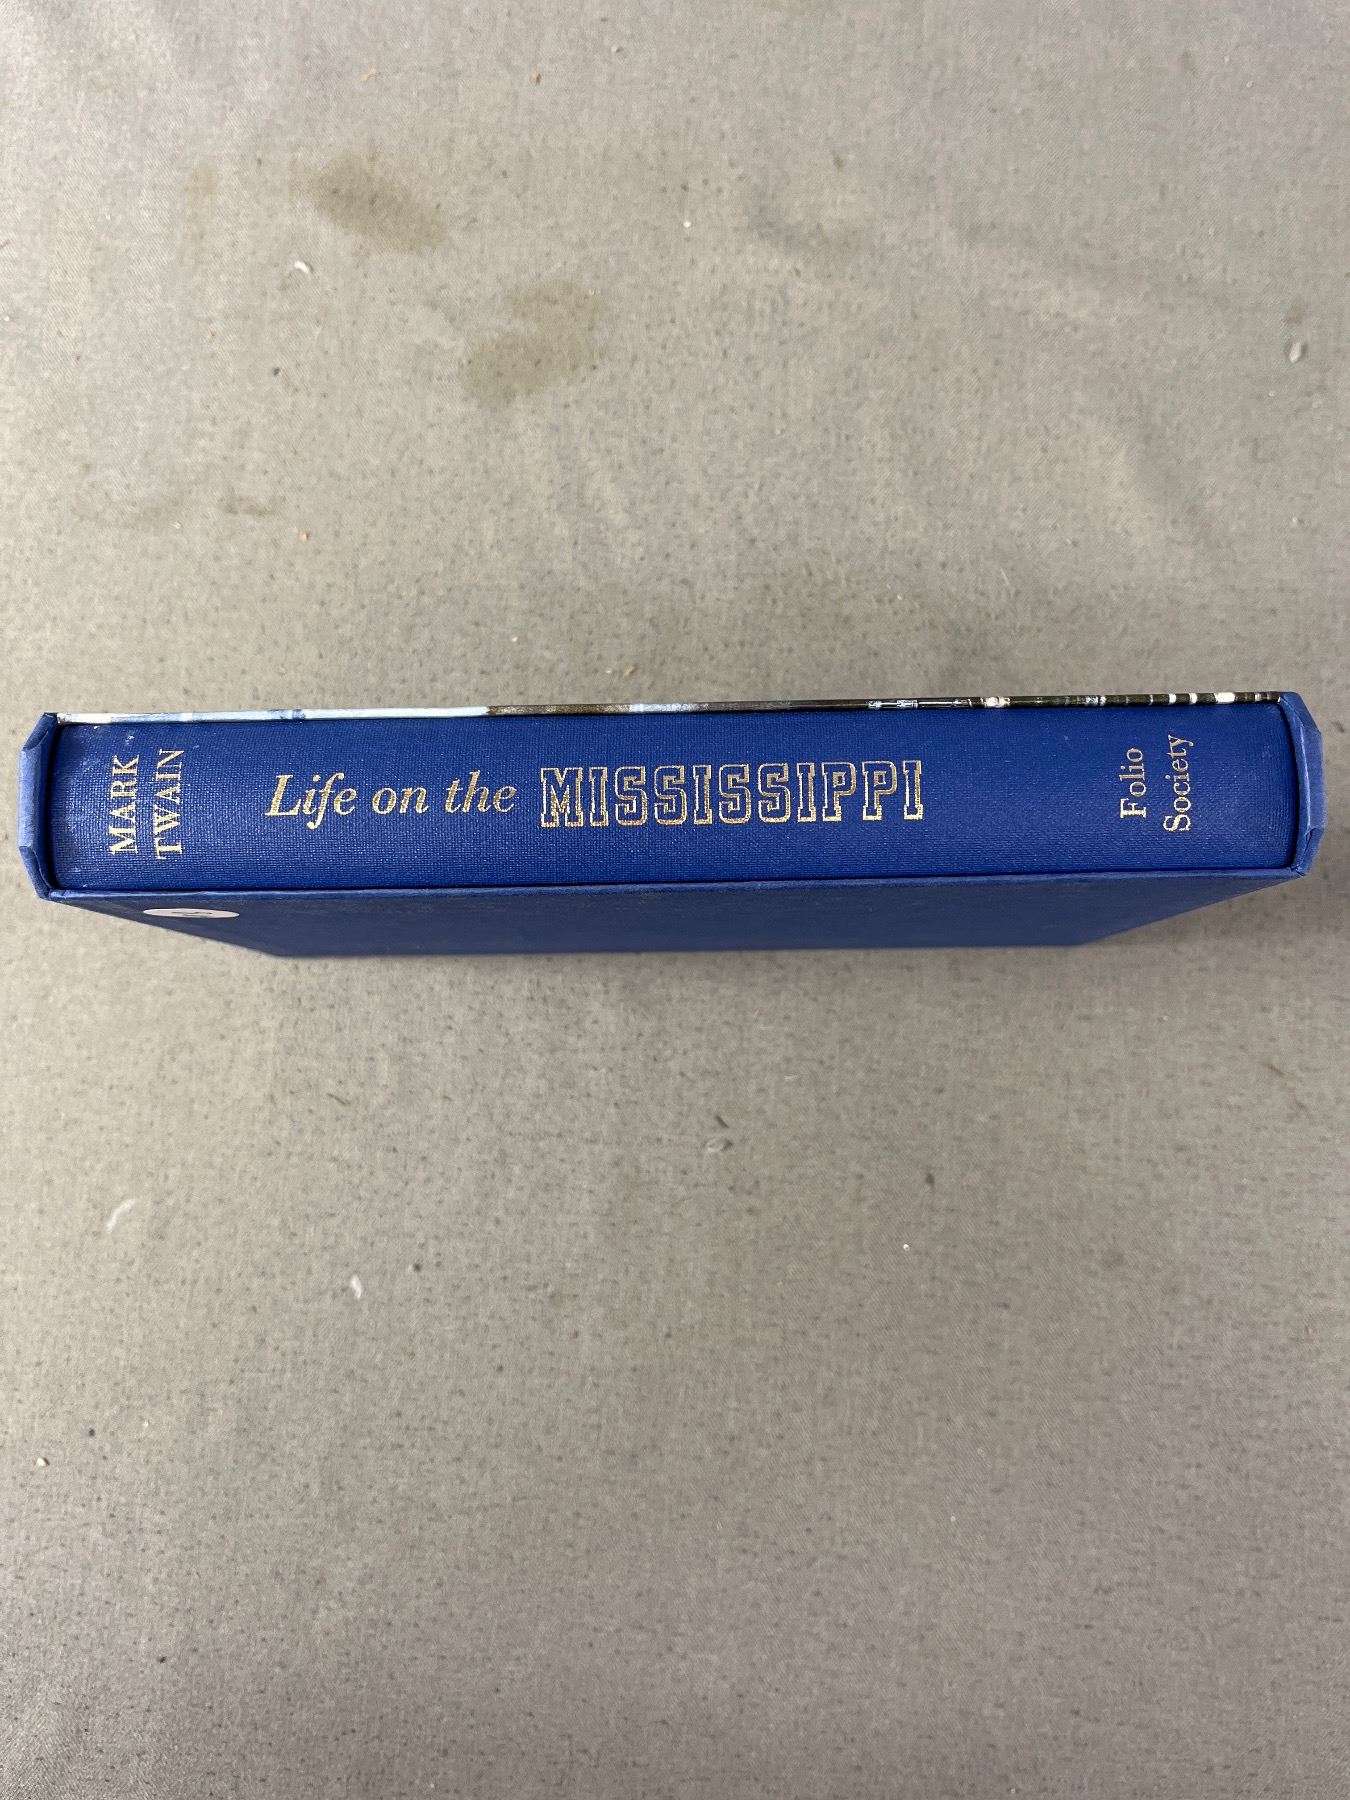 MARK
TWAIN
Life on the MISSISSIPPI
Folio
Society